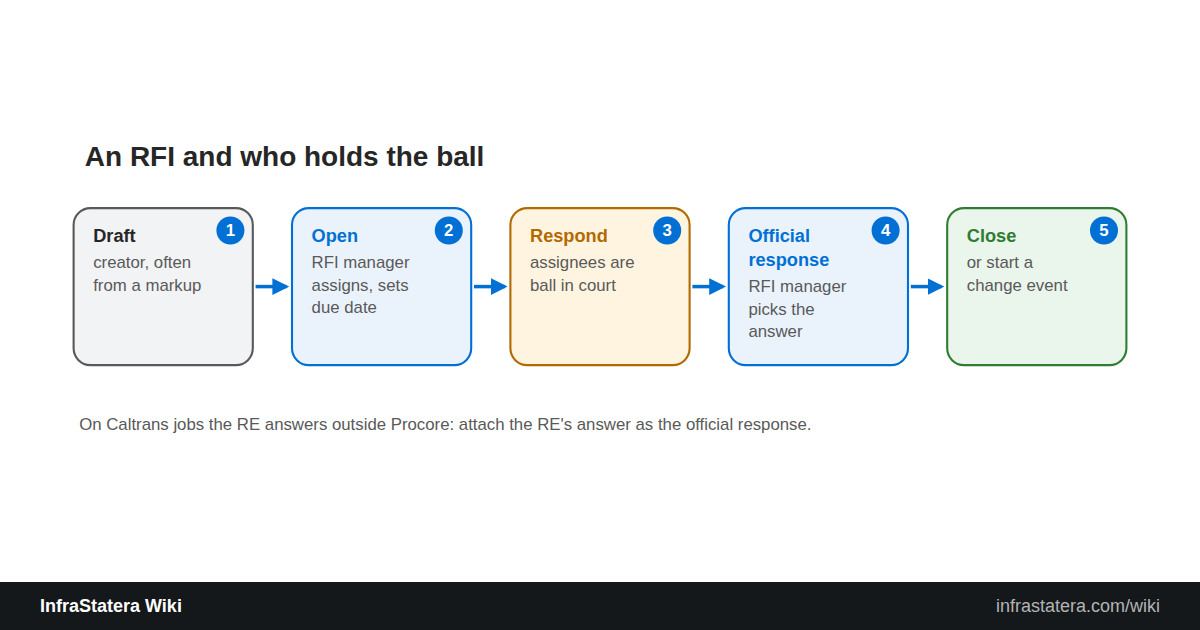 An RFI and who holds the ball
Draft
1
creator, often
from a markup
Open
2
RFI manager
assigns, sets
due date
Respond
3
assignees are
ball in court
Official
response
4
RFI manager
picks the
answer
Close
5
or start a
change event
On Caltrans jobs the RE answers outside Procore: attach the RE's answer as the official response.
InfraStatera Wiki
infrastatera.com/wiki